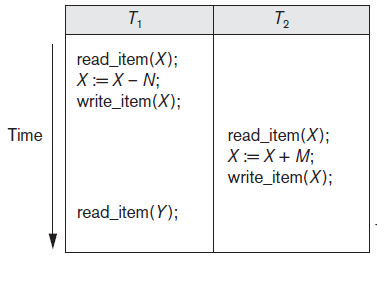 T1 T2
read_item(X);
X := X – N;
write_item(X);
Time
read_item(X);
X := X + M;
write_item(X);
read_item(Y);